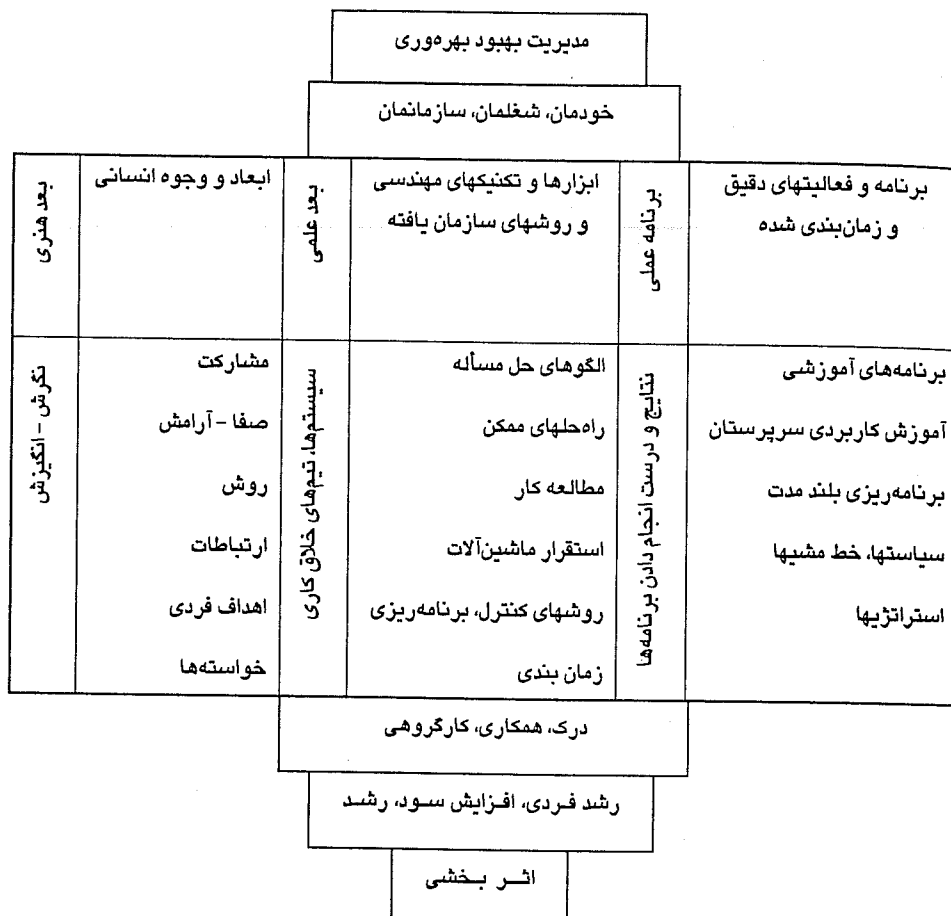 مدیریت بهبود بهره‌وری
خودمان، شغلمان، سازمانمان
برنامه و فعالیتهای دقیق
و زمان‌بندی شده
برنامه عملی
ابزارها و تکنیکهای مهندسی
و روشهای سازمان یافته
بعد علمی
ابعاد و وجوه انسانی
بعد هنری
برنامه‌های آموزشی
آموزش کاربردی سرپرستان
برنامه‌ریزی بلند مدت
سیاستها، خط مشیها
استراتژیها
نتایج و درست انجام دادن برنامه‌ها
الگوهای حل مسأله
راه‌حلهای ممکن
مطالعه کار
استقرار ماشین‌آلات
روشهای کنترل، برنامه‌ریزی
زمان بندی
سیستم‌ها، تیم‌های خلاق کاری
مشارکت
صفا - آرامش
روش
ارتباطات
اهداف فردی
خواسته‌ها
نگرش - انگیزش
درک، همکاری، کارگروهی
رشد فردی، افزایش سود، رشد
اثر بخشی